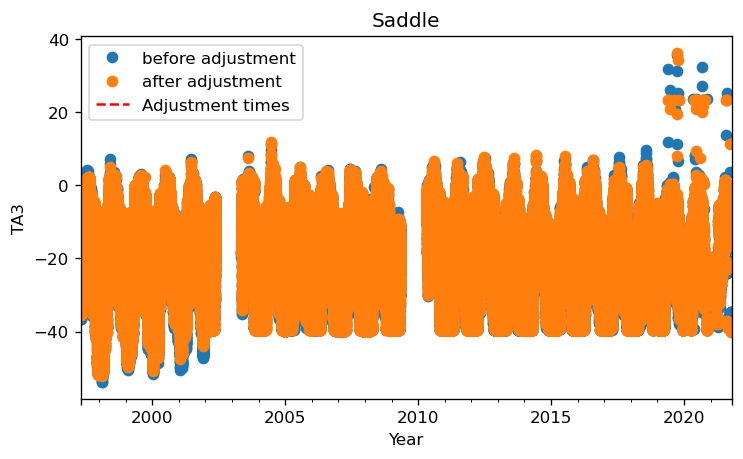 Saddle
before adjustment
after adjustment
Adjustment times
TA3
40
20
0
−20
−40
2000
2005
2010
2015
2020
Year